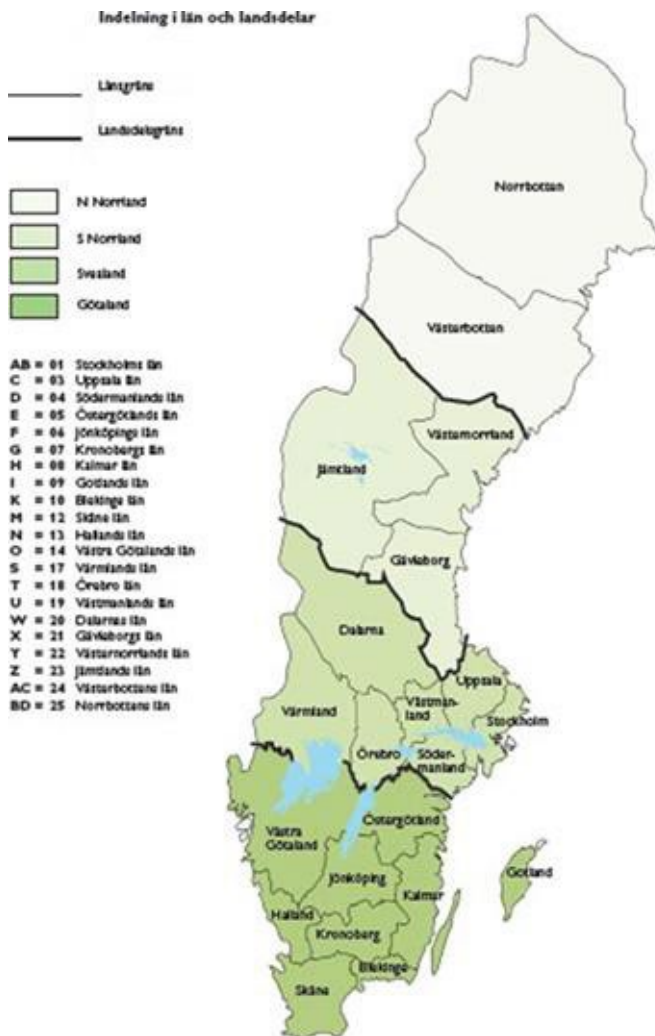 Indelning i län och landsdelar
Länsgräns
Landsdelsgräns
N Norrland
S Norrland
Svealand
Götaland
AB = 01 Stockholms län
C = 03 Uppsala län
D = 04 Södermanlands län
E = 05 Östergötlands län
F = 06 Jönköpings län
G = 07 Kronobergs län
H = 08 Kalmar län
I = 09 Gotlands län
K = 10 Blekinge län
M = 12 Skåne län
N = 13 Hallands län
O = 14 Västra Götalands län
S = 17 Värmlands län
T = 18 Örebro län
U = 19 Västmanlands län
W = 20 Dalarnas län
X = 21 Gävleborgs län
Y = 22 Västernorrlands län
Z = 23 Jämtlands län
AC = 24 Västerbottens län
BD = 25 Norrbottens län
Norrbotten
Västerbotten
Västernorrland
Jämtland
Gävleborg
Dalarna
Uppsala
Västman-
land
Stockholm
Värmland
Örebro
Söder-
manland
Östergötland
Västra
Götaland
Gotland
Jönköping
Kalmar
Halland
Kronoberg
Blekinge
Skåne